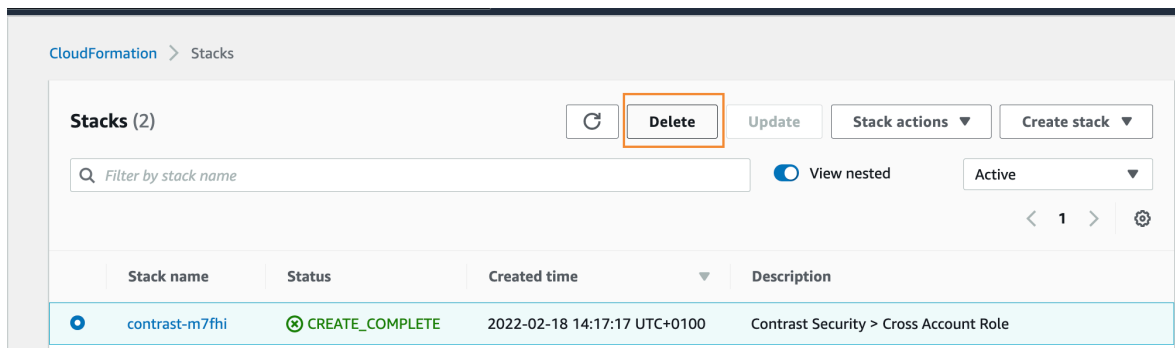 CloudFormation > Stacks
Stacks (2)
Delete
Update
Stack actions
Create stack
Filter by stack name
View nested
Active
1
Stack name Status Created time Description
contrast-m7fhi CREATE_COMPLETE 2022-02-18 14:17:17 UTC+0100 Contrast Security > Cross Account Role